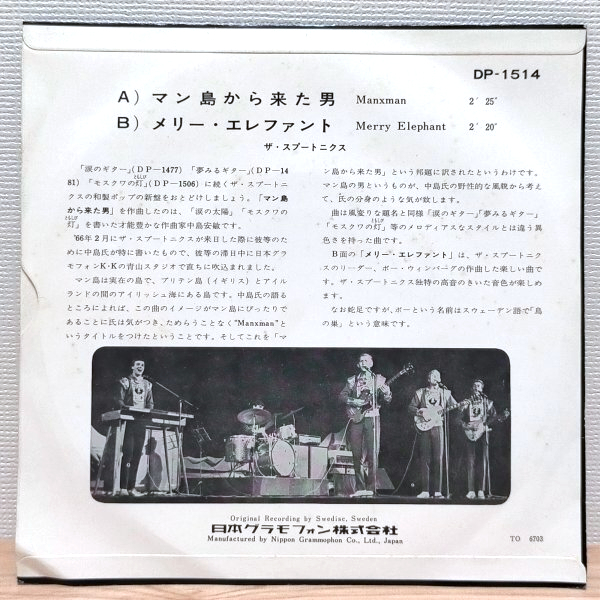 DP-1514
A) マン島から来た男 Manxman 2′ 25″
B) メリー・エレファント Merry Elephant 2′ 20″
ザ・スプートニクス
「涙のギター」(DP-1477)「夢みるギター」(DP-14
81)「モスクワの灯」(DP-1506)に続くザ・スプートニ
クスの和製ポップの新盤をおとどけしましょう。「マン島
から来た男」を作曲したのは、「涙の太陽」「モスクワの
灯」を書いた才能豊かな作曲家中島安敏です。
'66年2月にザ・スプートニクスが来日した際に彼等のた
めに中島氏が特に書いたもので、彼等の滞日中に日本グラ
モフォンK・Kの青山スタジオで直ちに吹込まれました。
マン島は実在の島で、ブリテン島(イギリス)とアイル
ランドの間のアイリッシュ海にある島です。中島氏の語る
ところによれば、この曲のイメージがマン島にぴったりで
あることに氏は気がつき、ためらうことなく“Manxman”と
いうタイトルをつけたということです。そしてこれを「マ
ン島から来た男」という邦題に訳されたというわけです。
マン島の男というものが、中島氏の野性的な風貌から考え
て、氏の分身のような気が致します。
曲は風変りな題名と同様「涙のギター」「夢みるギター」
「モスクワの灯」等のメロディアスなスタイルとは違う異
色さを持った曲です。
B面の「メリー・エレファント」は、ザ・スプートニクス
のリーダー、ボー・ウィンバーグの作曲した楽しい曲で
す。ザ・スプートニクス独特の高音のきいた音色が楽しめ
ます。
なお蛇足ですが、ボーという名前はスウェーデン語で「鳥
の巣」という意味です。
Original Recording by Swedisc, Sweden
日本グラモフォン株式会社
Manufactured by Nippon Grammophon Co., Ltd., Japan
TO 6703